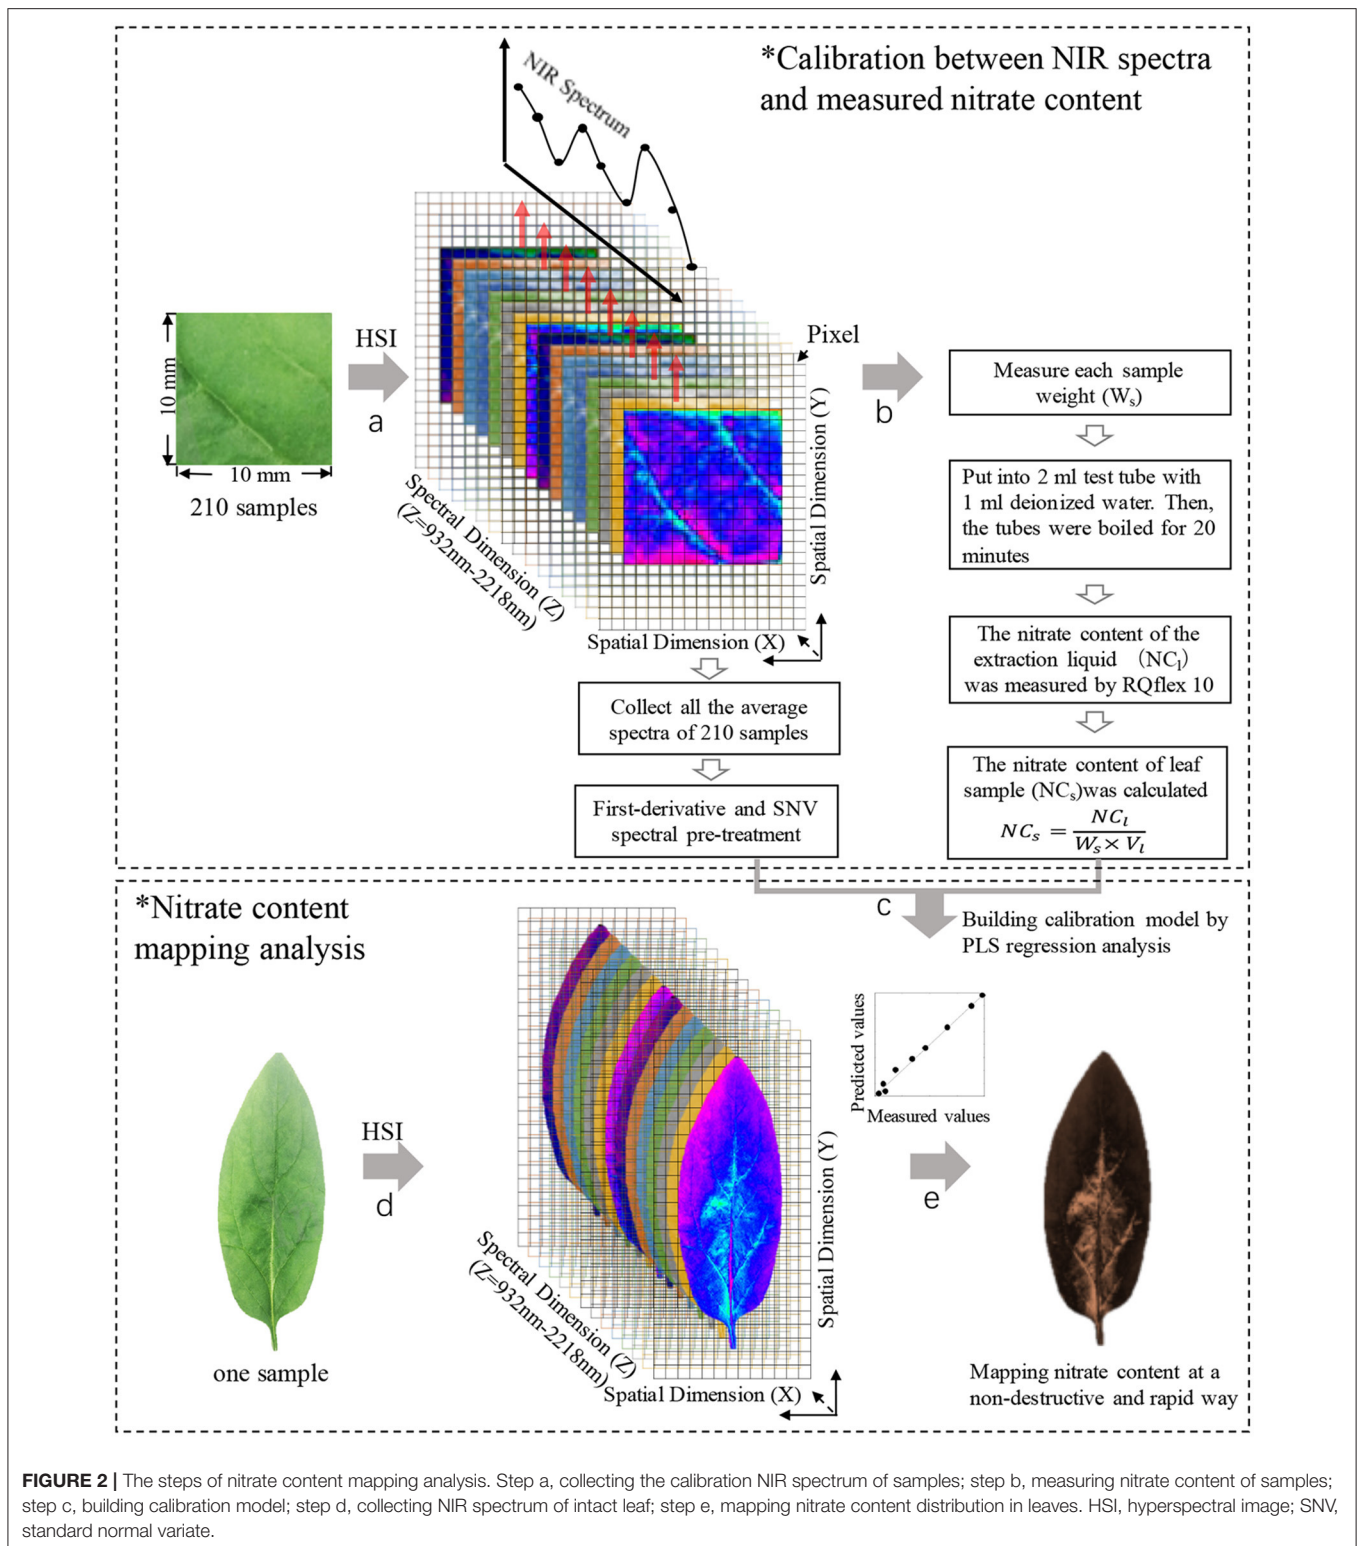 *Calibration between NIR spectra
and measured nitrate content
NIR Spectrum
HSI
a
10 mm
10 mm
210 samples
Pixel
Spatial Dimension (Y)
Spectral Dimension (Z)
(Z=932nm-2218nm)
Spatial Dimension (X)
b
Measure each sample
weight (Wₛ)
Put into 2 ml test tube with
1 ml deionized water. Then,
the tubes were boiled for 20
minutes
The nitrate content of the
extraction liquid （NCₗ）
was measured by RQflex 10
The nitrate content of leaf
sample (NCₛ)was calculated
NCₛ = NCₗ / Wₛ × Vₗ
Collect all the average
spectra of 210 samples
First-derivative and SNV
spectral pre-treatment
*Nitrate content
mapping analysis
c
Building calibration model by
PLS regression analysis
Predicted values
Measured values
HSI
d
one sample
Spectral Dimension (Z)
(Z=932nm-2218nm)
Spatial Dimension (X)
Spatial Dimension (Y)
e
Mapping nitrate content at a
non-destructive and rapid way
FIGURE 2 | The steps of nitrate content mapping analysis. Step a, collecting the calibration NIR spectrum of samples; step b, measuring nitrate content of samples;
step c, building calibration model; step d, collecting NIR spectrum of intact leaf; step e, mapping nitrate content distribution in leaves. HSI, hyperspectral image; SNV,
standard normal variate.